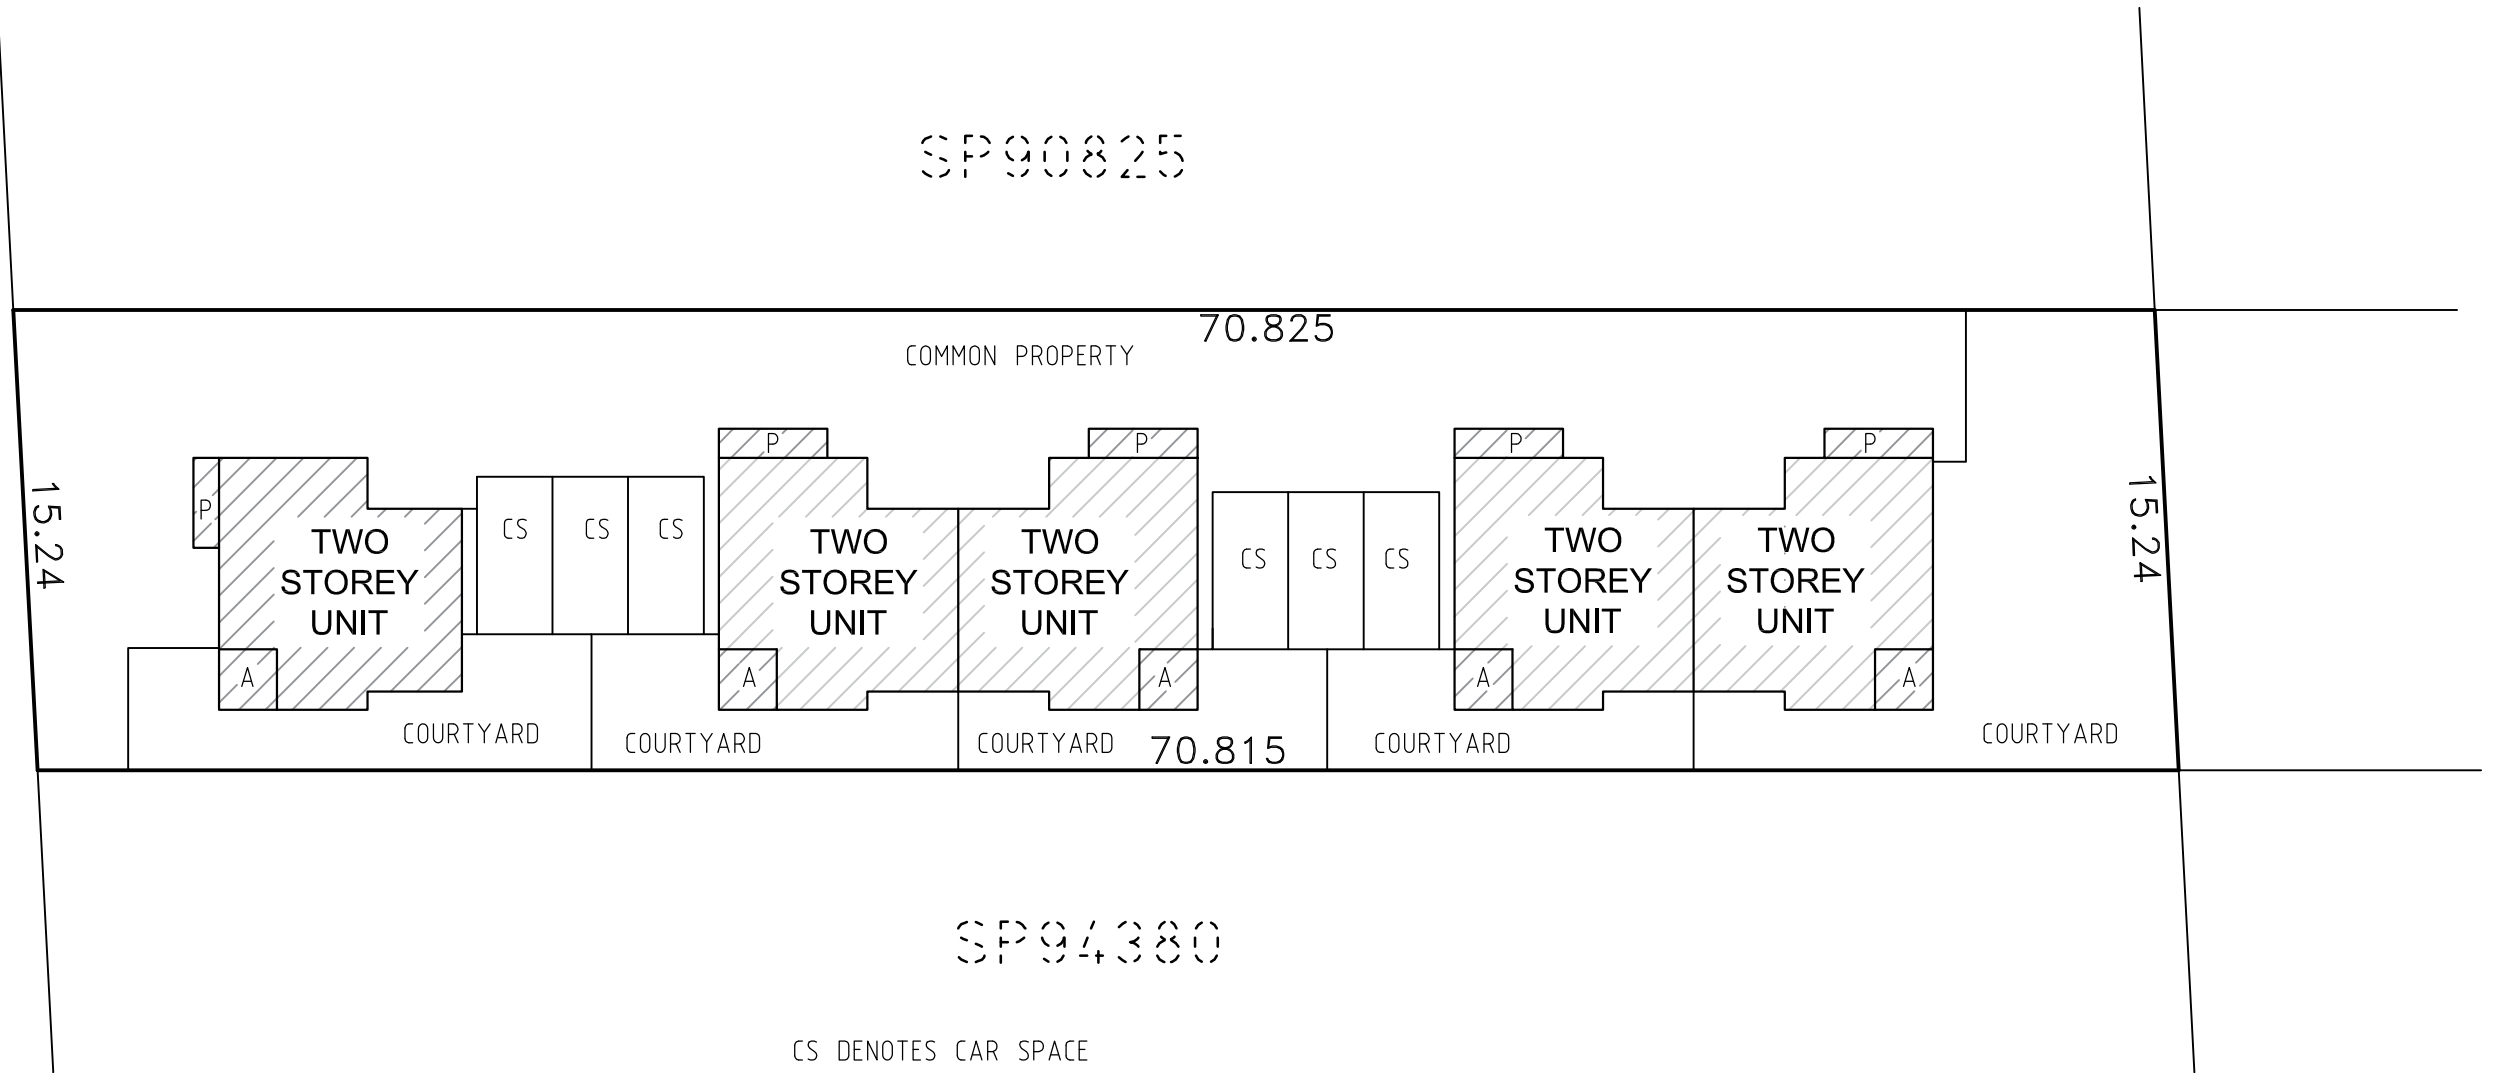 SP90825
70.825
COMMON PROPERTY
P
P
P
P
P
15.24
15.24
CS
CS
CS
CS
CS
CS
TWO
STOREY
UNIT
TWO
STOREY
UNIT
TWO
STOREY
UNIT
TWO
STOREY
UNIT
TWO
STOREY
UNIT
A
A
A
A
A
COURTYARD
COURTYARD
COURTYARD
COURTYARD
COURTYARD
70.815
SP94380
CS DENOTES CAR SPACE